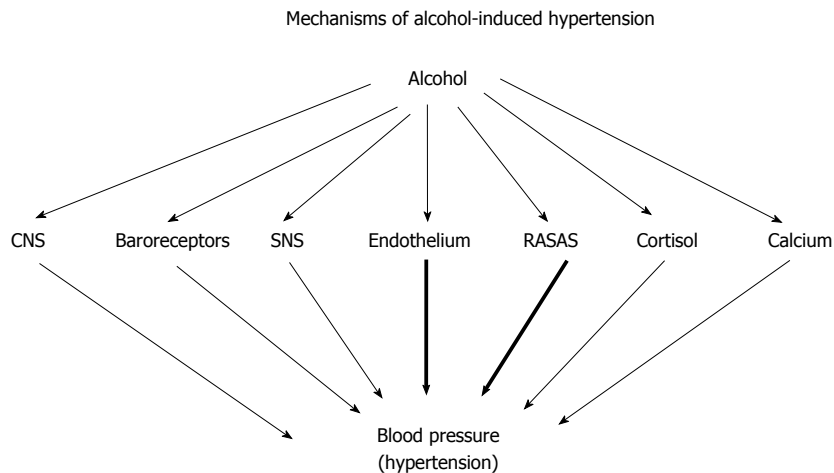 Mechanisms of alcohol-induced hypertension
Alcohol
CNS Baroreceptors SNS Endothelium RASAS Cortisol Calcium
Blood pressure
(hypertension)